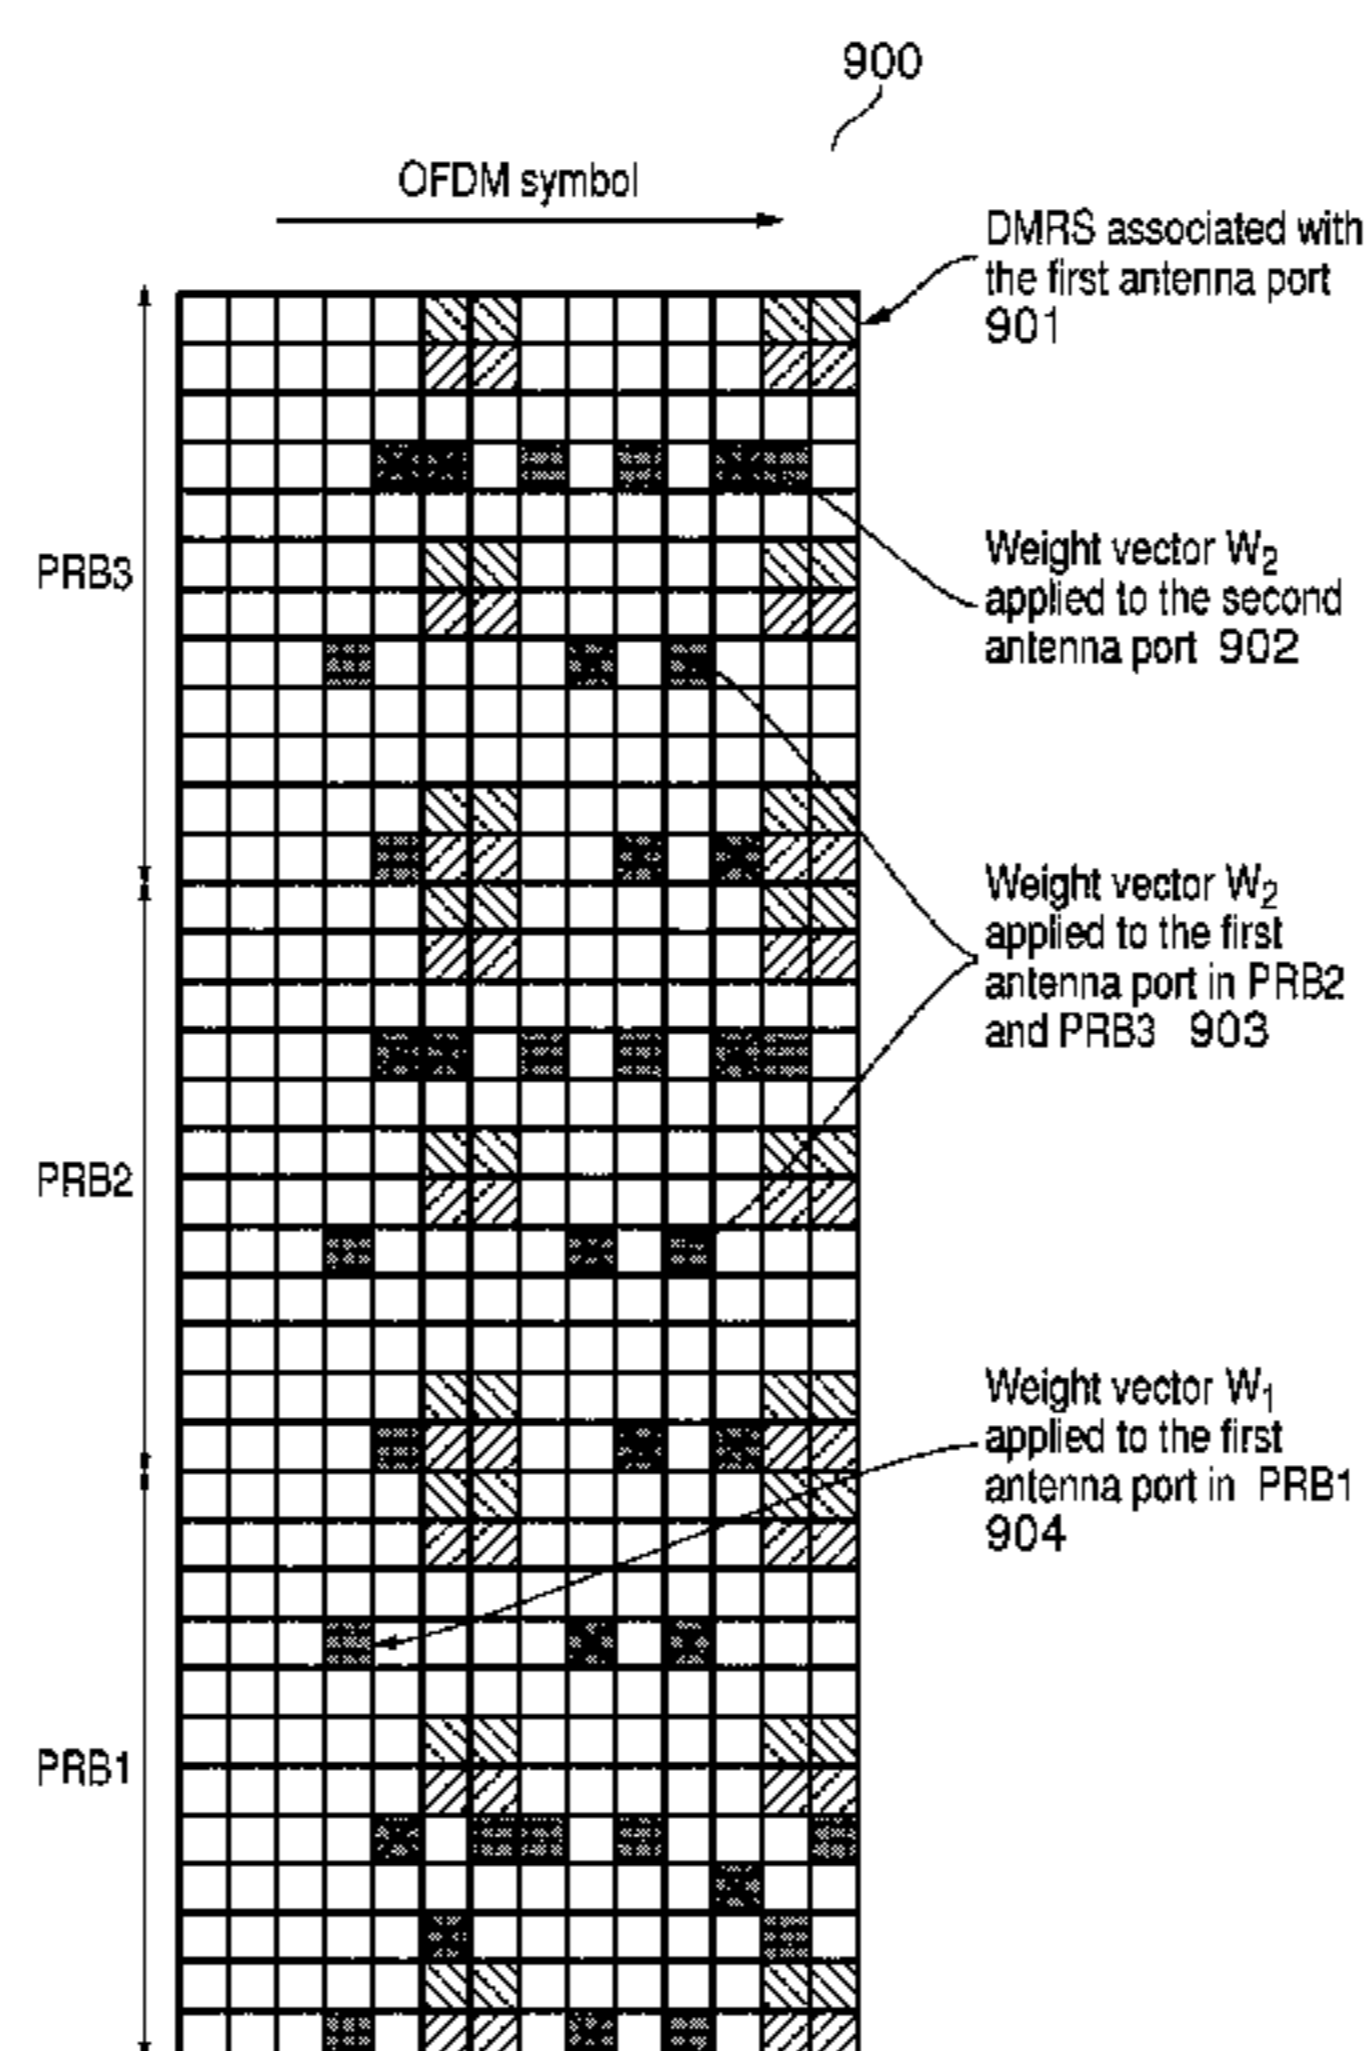 900
OFDM symbol
DMRS associated with
the first antenna port
901
Weight vector W2
applied to the second
antenna port 902
PRB3
Weight vector W2
applied to the first
antenna port in PRB2
and PRB3 903
PRB2
Weight vector W1
applied to the first
antenna port in PRB1
904
PRB1